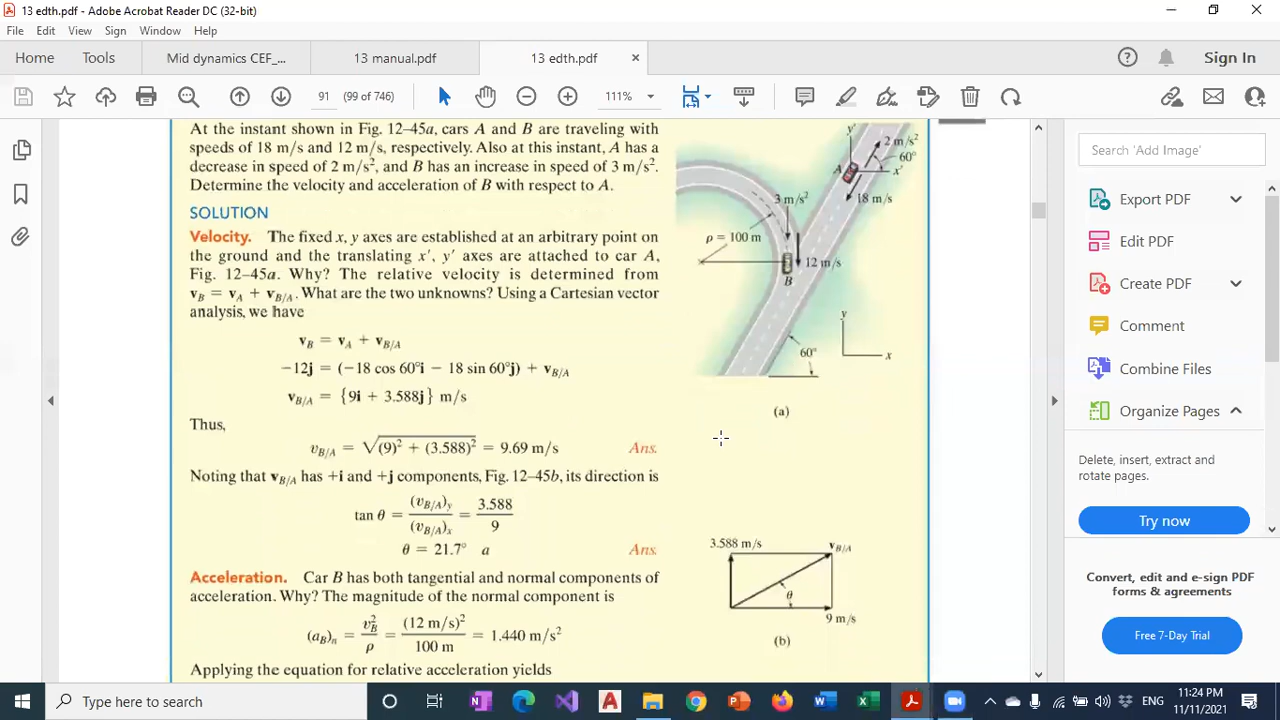 13 edth.pdf - Adobe Acrobat Reader DC (32-bit)
File Edit View Sign Window Help
Home Tools Mid dynamics CEF_... 13 manual.pdf 13 edth.pdf × Sign In
91 (99 of 746) 111%
At the instant shown in Fig. 12–45a, cars A and B are traveling with
speeds of 18 m/s and 12 m/s, respectively. Also at this instant, A has a
decrease in speed of 2 m/s², and B has an increase in speed of 3 m/s².
Determine the velocity and acceleration of B with respect to A.
SOLUTION
Velocity. The fixed x, y axes are established at an arbitrary point on
the ground and the translating x′, y′ axes are attached to car A,
Fig. 12–45a. Why? The relative velocity is determined from
v_B = v_A + v_B/A. What are the two unknowns? Using a Cartesian vector
analysis, we have
v_B = v_A + v_B/A
−12j = (−18 cos 60°i − 18 sin 60°j) + v_B/A
v_B/A = {9i + 3.588j} m/s
Thus,
v_B/A = √(9)² + (3.588)² = 9.69 m/s Ans.
Noting that v_B/A has +i and +j components, Fig. 12–45b, its direction is
tan θ = (v_B/A)_y / (v_B/A)_x = 3.588 / 9
θ = 21.7° a Ans.
Acceleration. Car B has both tangential and normal components of
acceleration. Why? The magnitude of the normal component is
(a_B)_n = v_B² / ρ = (12 m/s)² / 100 m = 1.440 m/s²
Applying the equation for relative acceleration yields
y′
2 m/s²
60°
A
x′
18 m/s
3 m/s²
ρ = 100 m
12 m/s
B
y
60°
x
(a)
3.588 m/s
v_B/A
θ
9 m/s
(b)
Search 'Add Image'
Export PDF
Edit PDF
Create PDF
Comment
Combine Files
Organize Pages
Delete, insert, extract and
rotate pages.
Try now
Convert, edit and e-sign PDF
forms & agreements
Free 7-Day Trial
Type here to search
ENG
11:24 PM
11/11/2021